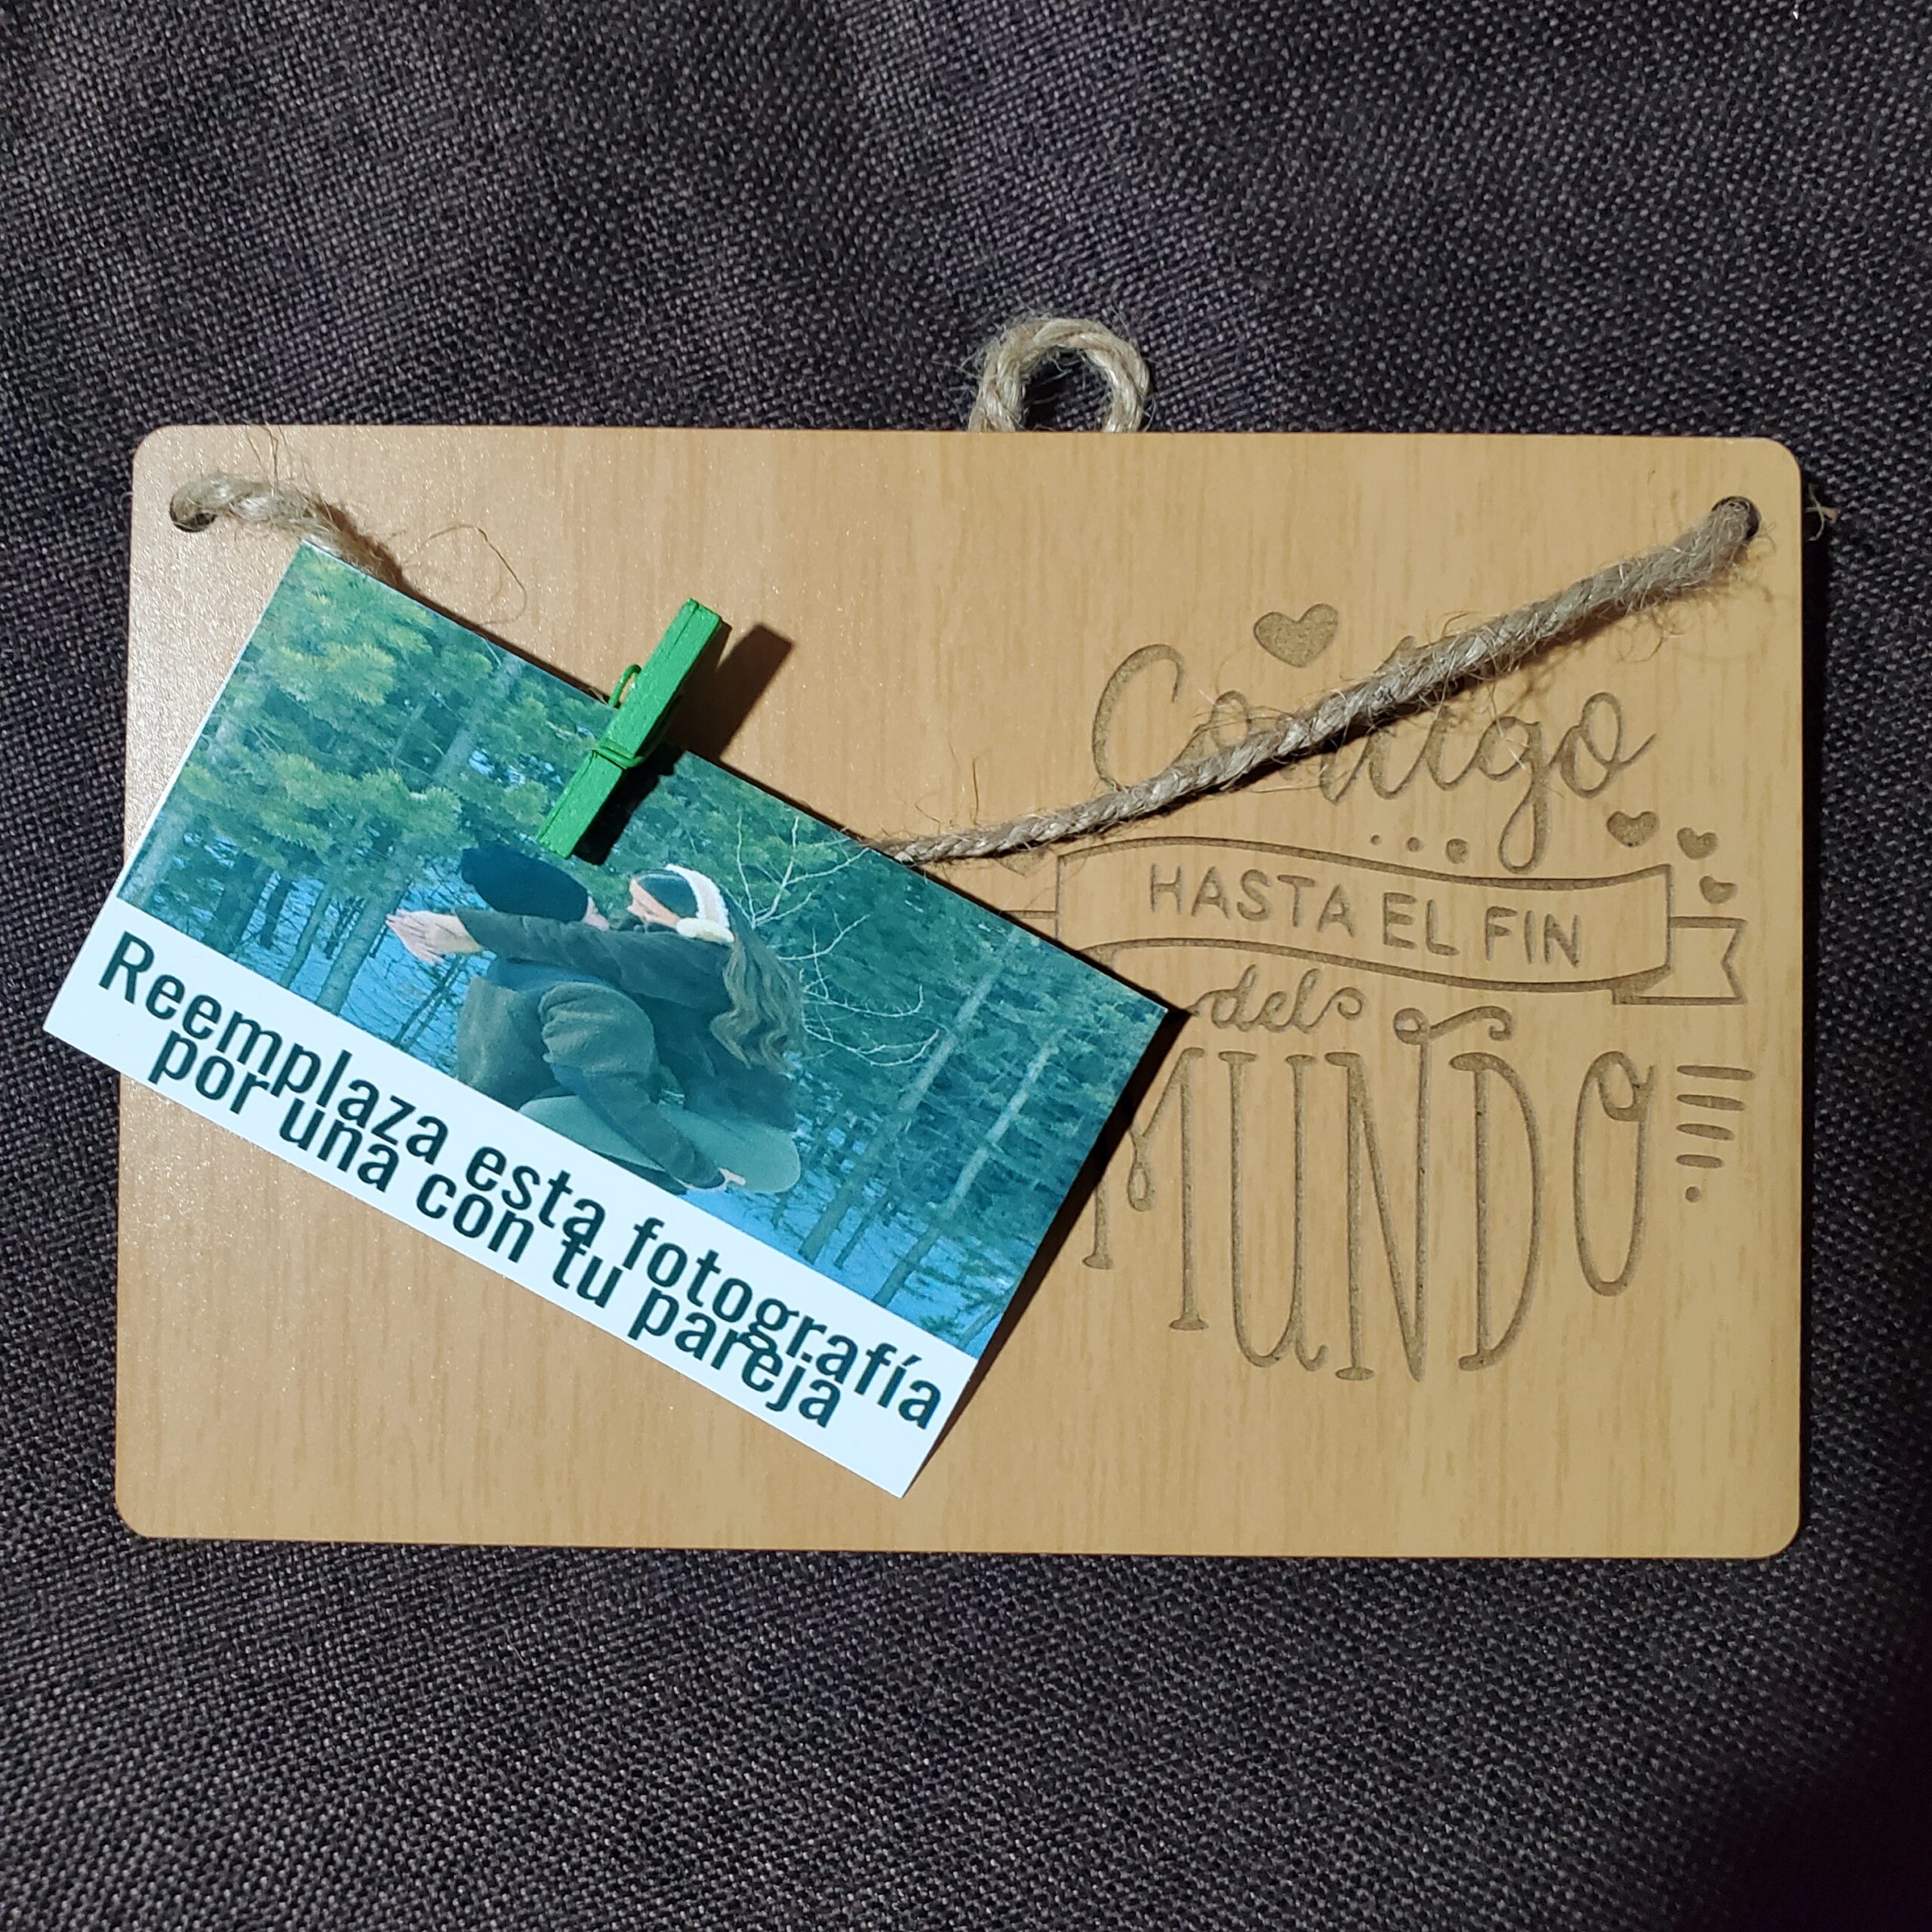 Reemplaza esta fotografía
por una con tu pareja
Contigo
HASTA EL FIN
del
MUNDO